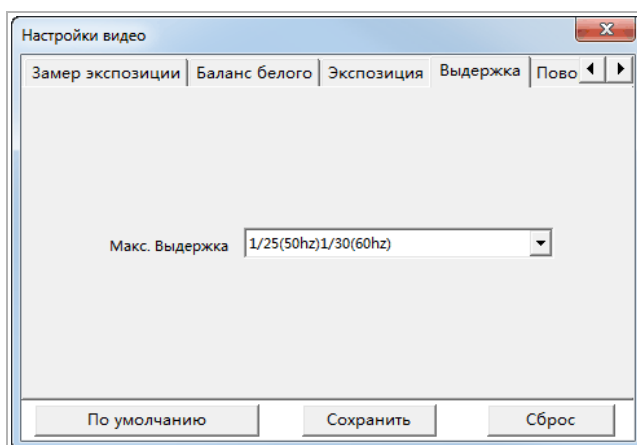 Настройки видео
Замер экспозиции Баланс белого Экспозиция Выдержка Пово
Макс. Выдержка 1/25(50hz)1/30(60hz)
По умолчанию Сохранить Сброс